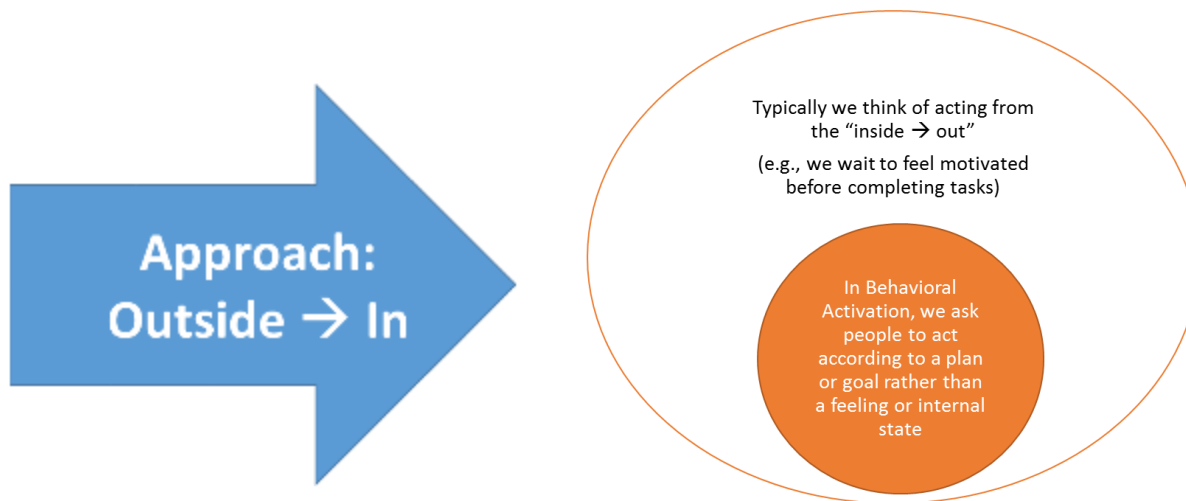 Approach:
Outside → In
Typically we think of acting from
the “inside → out”
(e.g., we wait to feel motivated
before completing tasks)
In Behavioral
Activation, we ask
people to act
according to a plan
or goal rather than
a feeling or internal
state